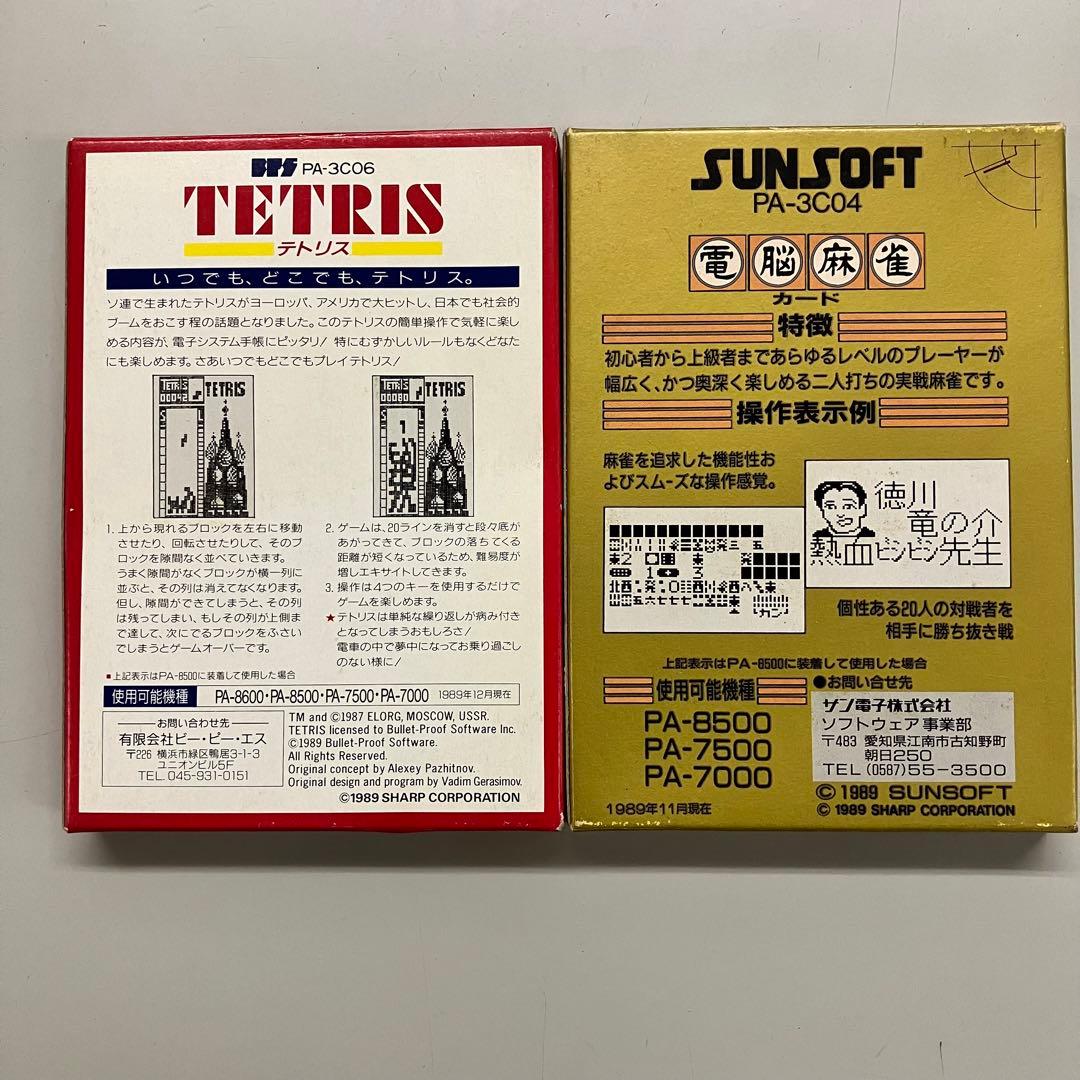 BPS PA-3C06
TETRIS
テトリス
いつでも、どこでも、テトリス。
ソ連で生まれたテトリスがヨーロッパ、アメリカで大ヒットし、日本でも社会的
ブームをおこす程の話題となりました。このテトリスの簡単操作で気軽に楽し
める内容が、電子システム手帳にピッタリ! 特にむずかしいルールもなくどなた
にも楽しめます。さあいつでもどこでもプレイテトリス!
TETRIS
00042
TETRIS
TETRIS
00080
TETRIS
1. 上から現れるブロックを左右に移動
させたり、回転させたりして、そのブ
ロックを隙間なく並べていきます。
うまく隙間がなくブロックが横一列に
並ぶと、その列は消えてなくなります。
但し、隙間ができてしまうと、その列
は残ってしまい、もしその列が上側ま
で達して、次にでるブロックをふさい
でしまうとゲームオーバーです。
2. ゲームは、20ラインを消すと段々底が
あがってきて、ブロックの落ちてくる
距離が短くなっているため、難易度が
増しエキサイトしてきます。
3. 操作は4つのキーを使用するだけで
ゲームを楽しめます。
★テトリスは単純な繰り返しが病み付き
となってしまうおもしろさ!
電車の中で夢中になってお乗り過ごし
のない様に!
■上記表示はPA-8500に装着して使用した場合
使用可能機種 PA-8600・PA-8500・PA-7500・PA-7000 1989年12月現在
お問い合わせ先
有限会社ビー・ピー・エス
〒226 横浜市緑区鴨居3-1-3
ユニオンビル5F
TEL. 045-931-0151
TM and ©1987 ELORG, MOSCOW, USSR.
TETRIS licensed to Bullet-Proof Software Inc.
©1989 Bullet-Proof Software.
All Rights Reserved.
Original concept by Alexey Pazhitnov.
Original design and program by Vadim Gerasimov.
©1989 SHARP CORPORATION
SUNSOFT
PA-3C04
電脳麻雀
カード
特徴
初心者から上級者まであらゆるレベルのプレーヤーが
幅広く、かつ奥深く楽しめる二人打ちの実戦麻雀です。
操作表示例
麻雀を追求した機能性お
よびスムーズな操作感覚。
徳川
竜の介
熱血ビンビン先生
個性ある20人の対戦者を
相手に勝ち抜き戦
上記表示はPA-8500に装着して使用した場合
使用可能機種
PA-8500
PA-7500
PA-7000
1989年11月現在
●お問い合せ先
サン電子株式会社
ソフトウェア事業部
〒483 愛知県江南市古知野町
朝日250
TEL (0587)55-3500
© 1989 SUNSOFT
© 1989 SHARP CORPORATION